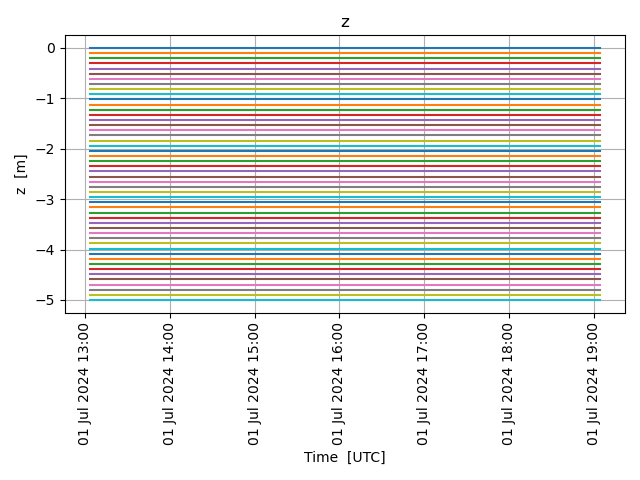 z
0
−1
−2
−3
−4
−5
z  [m]
01 Jul 2024 13:00
01 Jul 2024 14:00
01 Jul 2024 15:00
01 Jul 2024 16:00
01 Jul 2024 17:00
01 Jul 2024 18:00
01 Jul 2024 19:00
Time  [UTC]